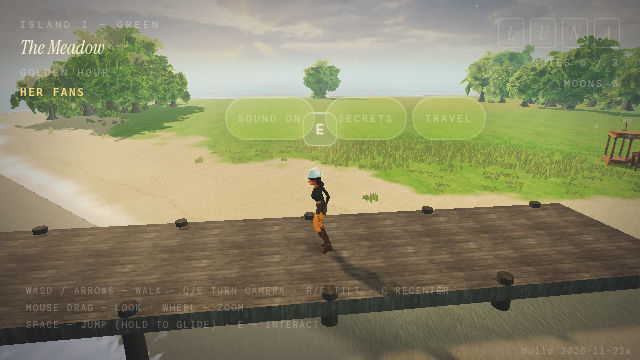 ISLAND I — GREEN
LUNI
The Meadow
GOLDEN HOUR
HER FANS
MOONS
SOUND ON
SECRETS
TRAVEL
E
WASD / ARROWS — WALK · Q/E TURN CAMERA · R/F TILT · C RECENTER
MOUSE DRAG — LOOK · WHEEL — ZOOM
SPACE — JUMP (HOLD TO GLIDE) · E — INTERACT
build 2026-11-22a